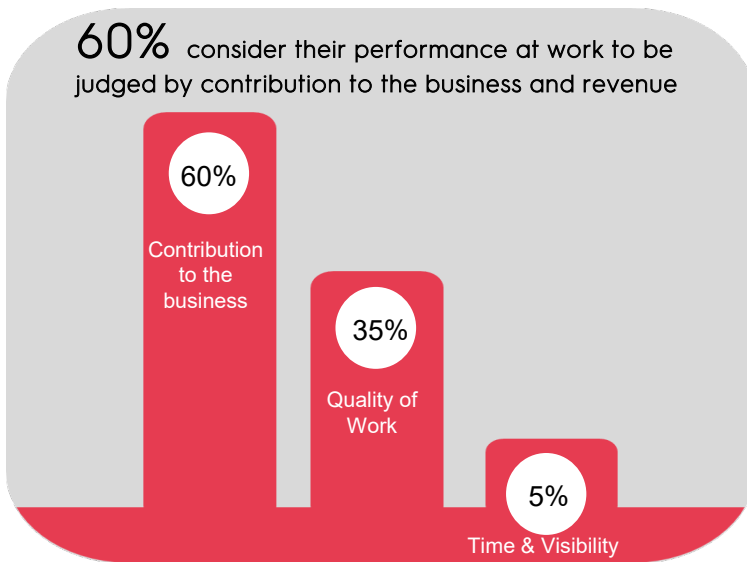 60% consider their performance at work to be
judged by contribution to the business and revenue
60%
Contribution
to the
business
35%
Quality of
Work
5%
Time & Visibility